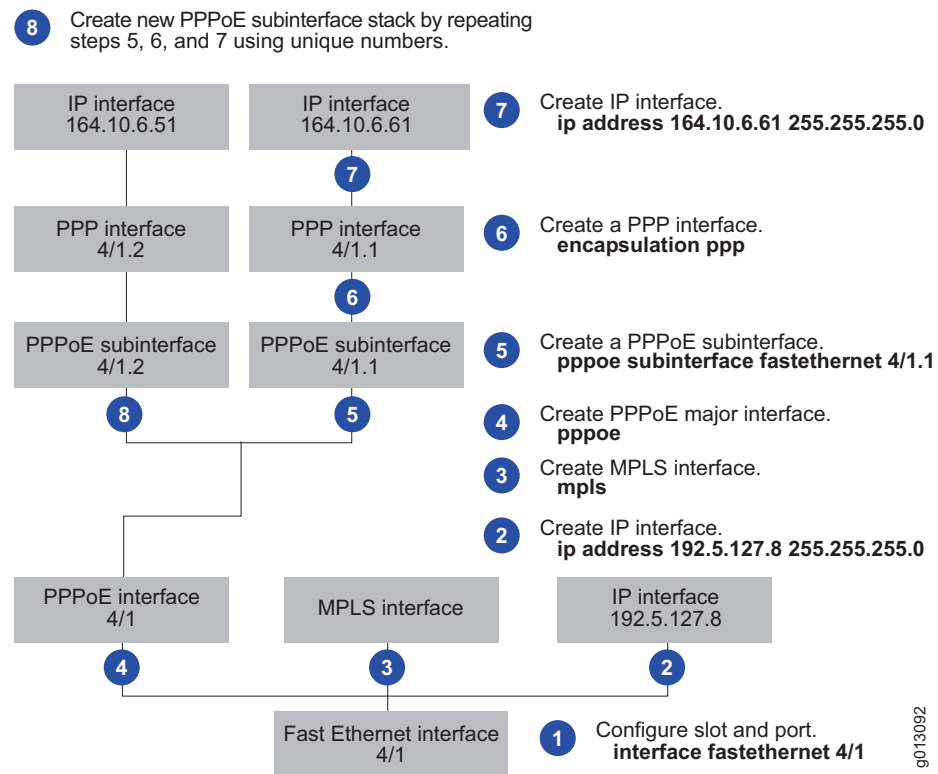 8
Create new PPPoE subinterface stack by repeating
steps 5, 6, and 7 using unique numbers.
IP interface
164.10.6.51
IP interface
164.10.6.61
7
Create IP interface.
ip address 164.10.6.61 255.255.255.0
7
PPP interface
4/1.2
PPP interface
4/1.1
6
Create a PPP interface.
encapsulation ppp
6
PPPoE subinterface
4/1.2
PPPoE subinterface
4/1.1
5
Create a PPPoE subinterface.
pppoe subinterface fastethernet 4/1.1
8
5
4
Create PPPoE major interface.
pppoe
3
Create MPLS interface.
mpls
2
Create IP interface.
ip address 192.5.127.8 255.255.255.0
PPPoE interface
4/1
MPLS interface
IP interface
192.5.127.8
4
3
2
Fast Ethernet interface
4/1
1
Configure slot and port.
interface fastethernet 4/1
g013092